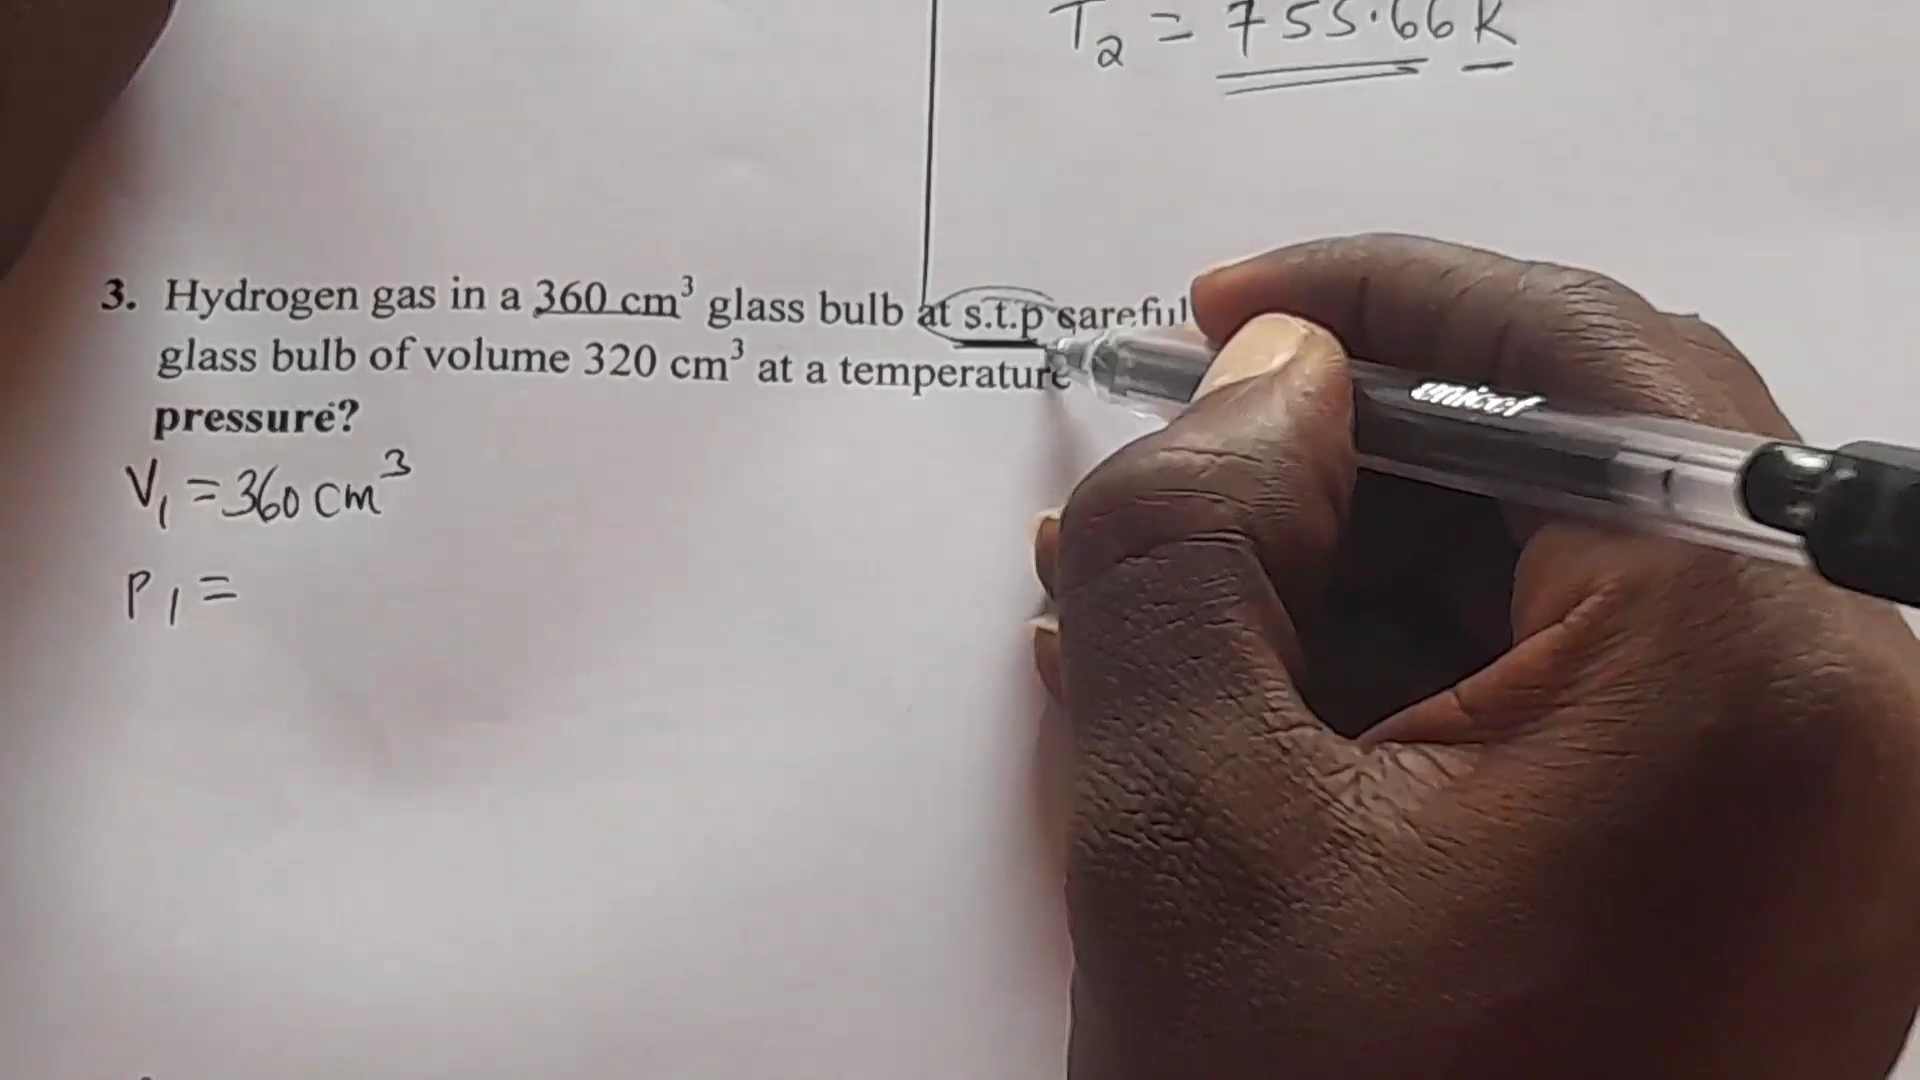 T₂ = 755.66 K
3. Hydrogen gas in a 360 cm³ glass bulb at s.t.p careful
glass bulb of volume 320 cm³ at a temperature
pressure?
V₁ = 360 cm³
P₁ =